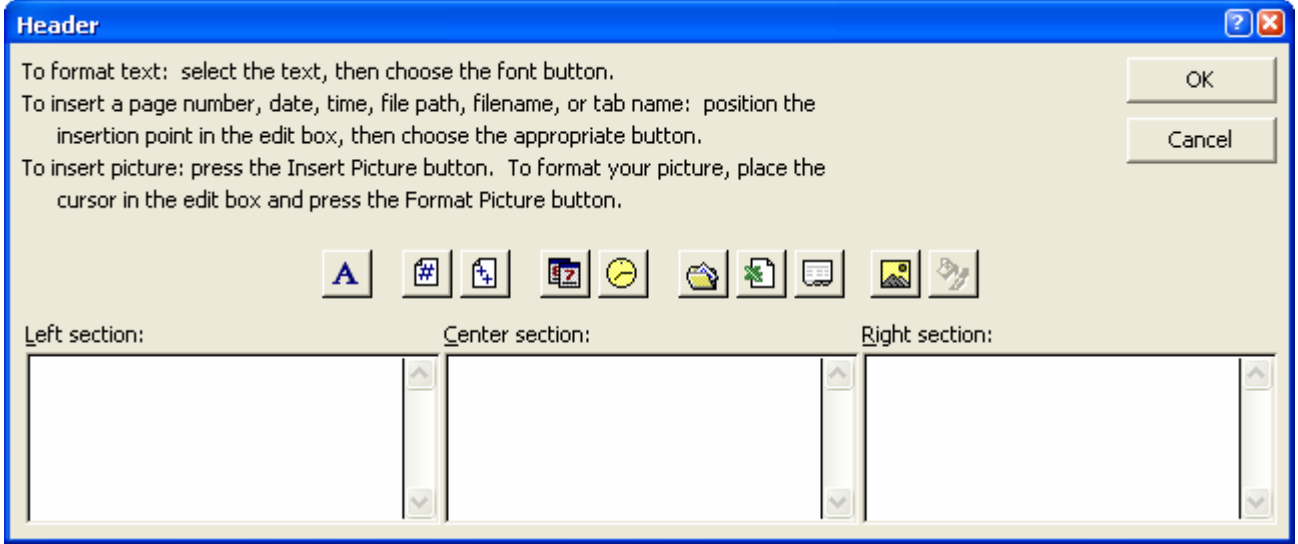 Header
To format text:  select the text, then choose the font button.
To insert a page number, date, time, file path, filename, or tab name:  position the
insertion point in the edit box, then choose the appropriate button.
To insert picture: press the Insert Picture button.  To format your picture, place the
cursor in the edit box and press the Format Picture button.
OK
Cancel
A
Left section:
Center section:
Right section: